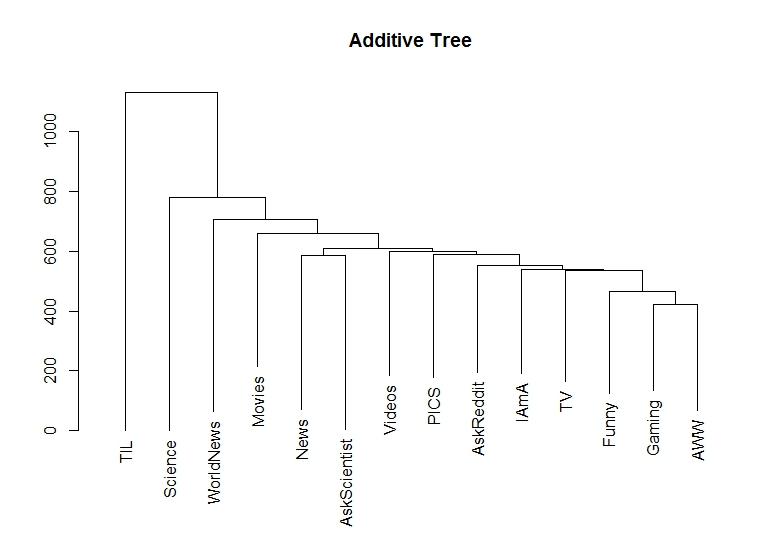 Additive Tree
1000
800
600
400
200
0
TIL
Science
WorldNews
Movies
News
AskScientist
Videos
PICS
AskReddit
IAmA
TV
Funny
Gaming
AWW